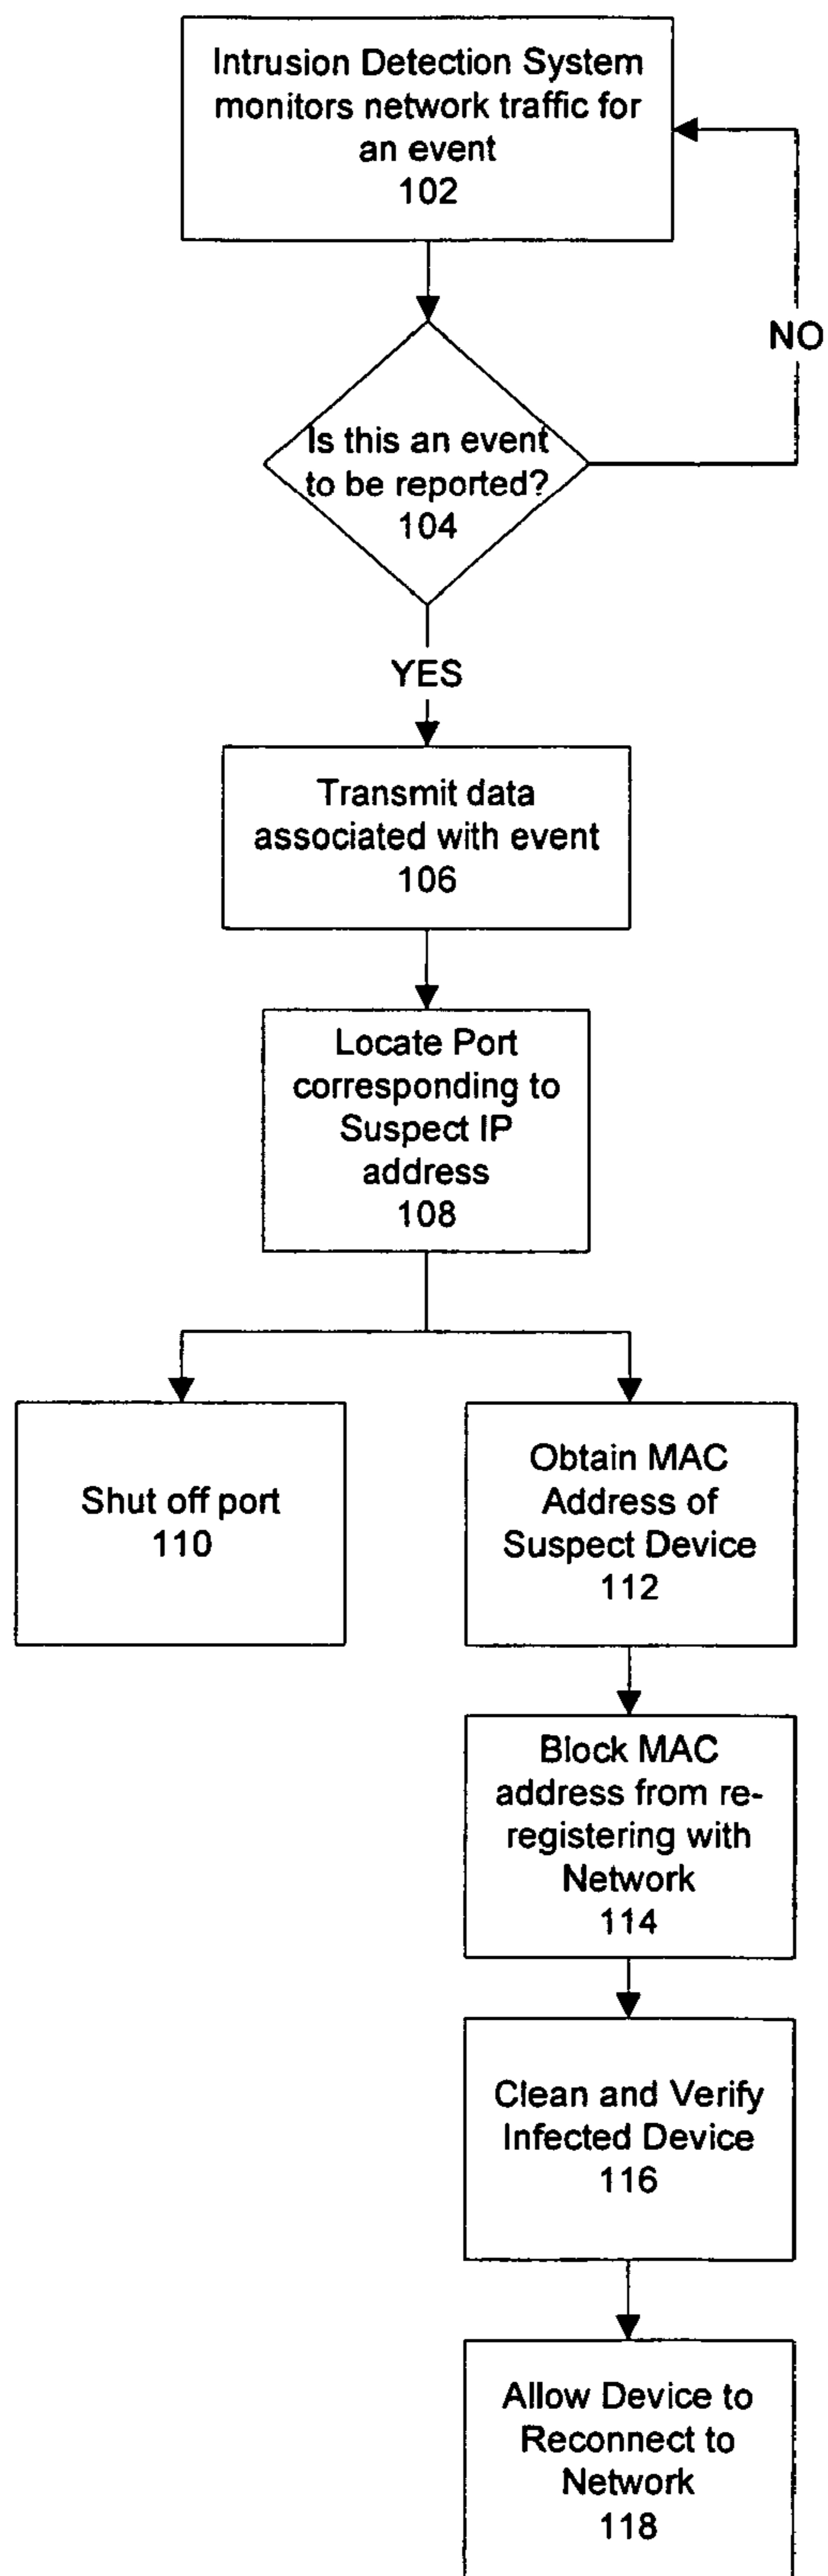 Intrusion Detection System
monitors network traffic for
an event
102
NO
Is this an event
to be reported?
104
YES
Transmit data
associated with event
106
Locate Port
corresponding to
Suspect IP
address
108
Shut off port
110
Obtain MAC
Address of
Suspect Device
112
Block MAC
address from re-
registering with
Network
114
Clean and Verify
Infected Device
116
Allow Device to
Reconnect to
Network
118